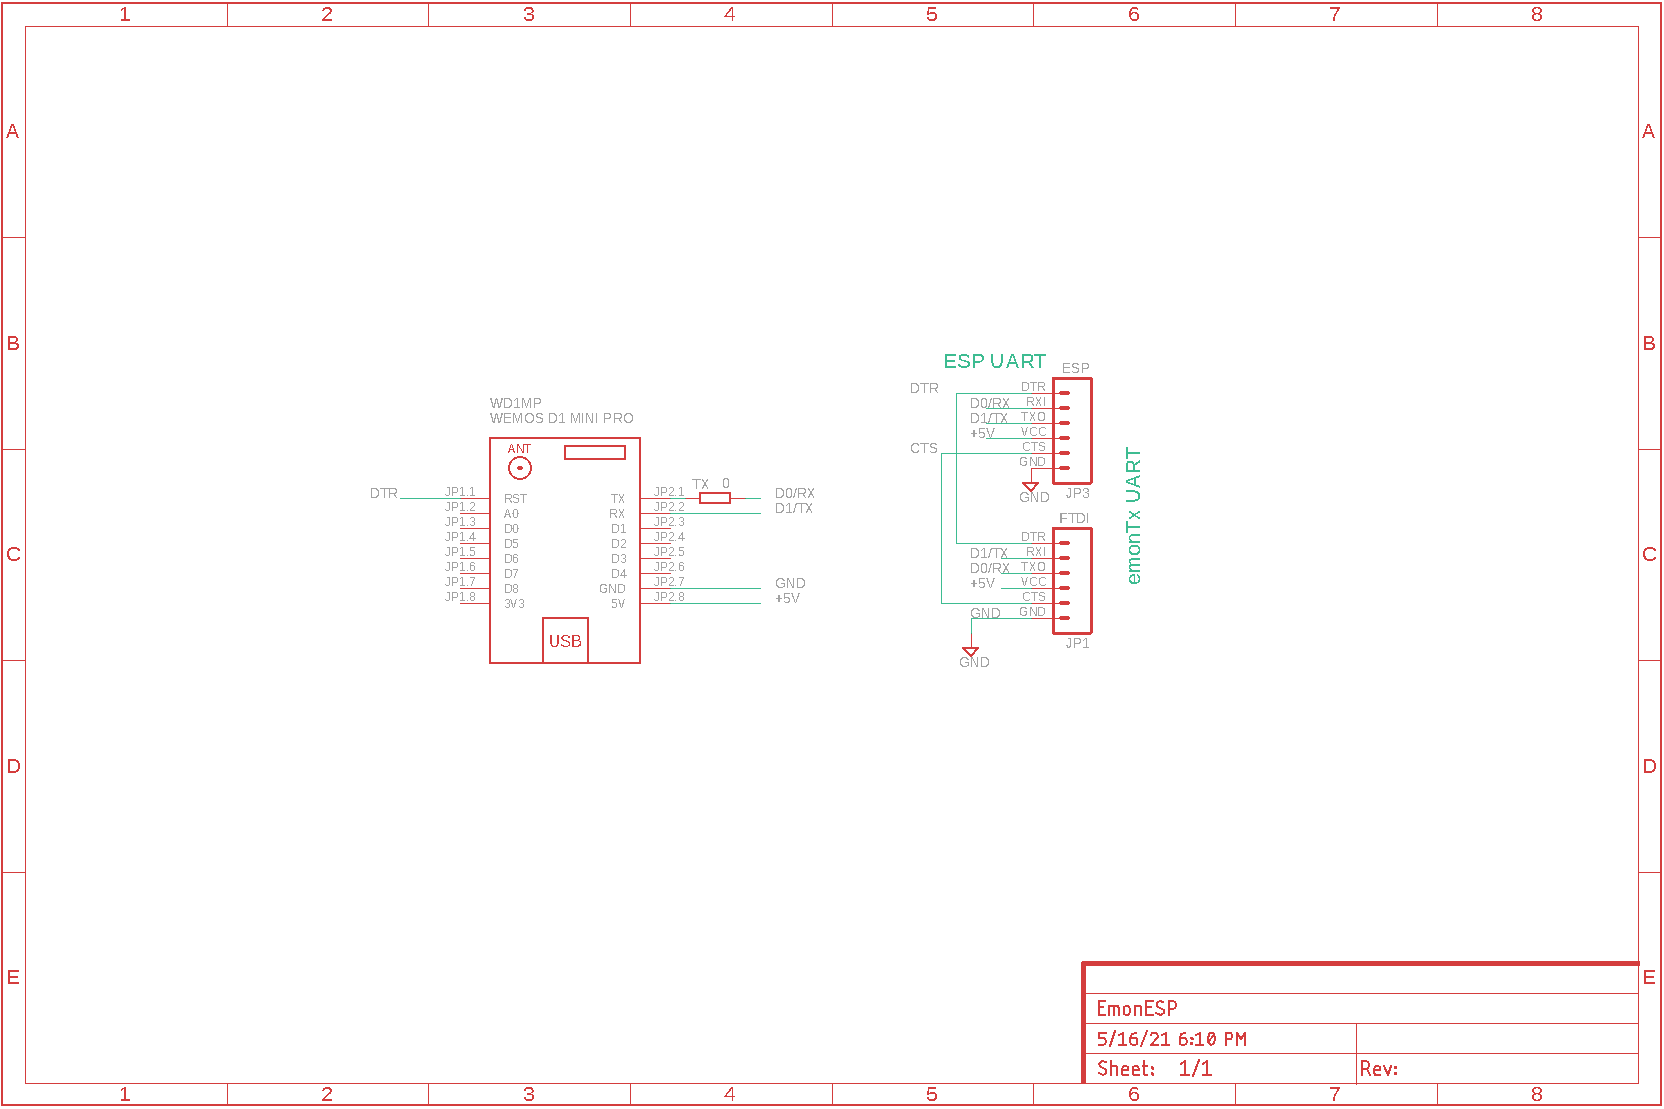 1 2 3 4 5 6 7 8
A A
B B
C C
D D
E E
WD1MP
WEMOS D1 MINI PRO
ANT
DTR JP1.1 RST TX JP2.1 TX 0 D0/RX
JP1.2 A0 RX JP2.2 D1/TX
JP1.3 D0 D1 JP2.3
JP1.4 D5 D2 JP2.4
JP1.5 D6 D3 JP2.5
JP1.6 D7 D4 JP2.6
JP1.7 D8 GND JP2.7 GND
JP1.8 3V3 5V JP2.8 +5V
USB
ESP UART
ESP
DTR DTR
D0/RX RXI
D1/TX TXO
+5V VCC
CTS CTS
GND
GND
JP3
emonTx UART
FTDI
DTR
D1/TX RXI
D0/RX TXO
+5V VCC
CTS
GND GND
JP1
GND
EmonESP
5/16/21 6:10 PM
Sheet: 1/1 Rev:
1 2 3 4 5 6 7 8